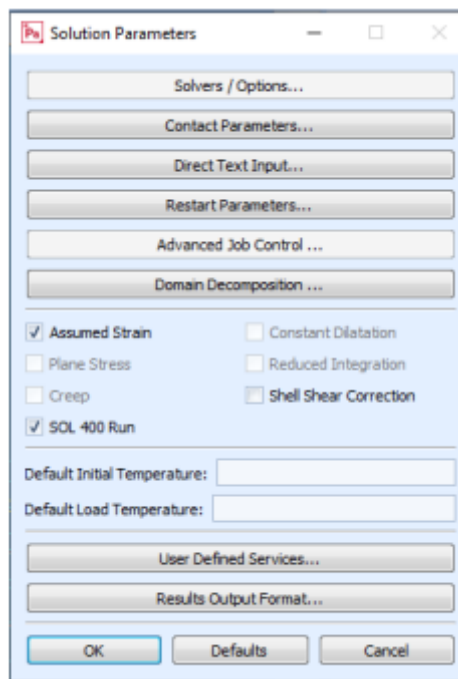 Pa Solution Parameters
Solvers / Options...
Contact Parameters...
Direct Text Input...
Restart Parameters...
Advanced Job Control ...
Domain Decomposition ...
Assumed Strain Constant Dilatation
Plane Stress Reduced Integration
Creep Shell Shear Correction
SOL 400 Run
Default Initial Temperature:
Default Load Temperature:
User Defined Services...
Results Output Format...
OK Defaults Cancel